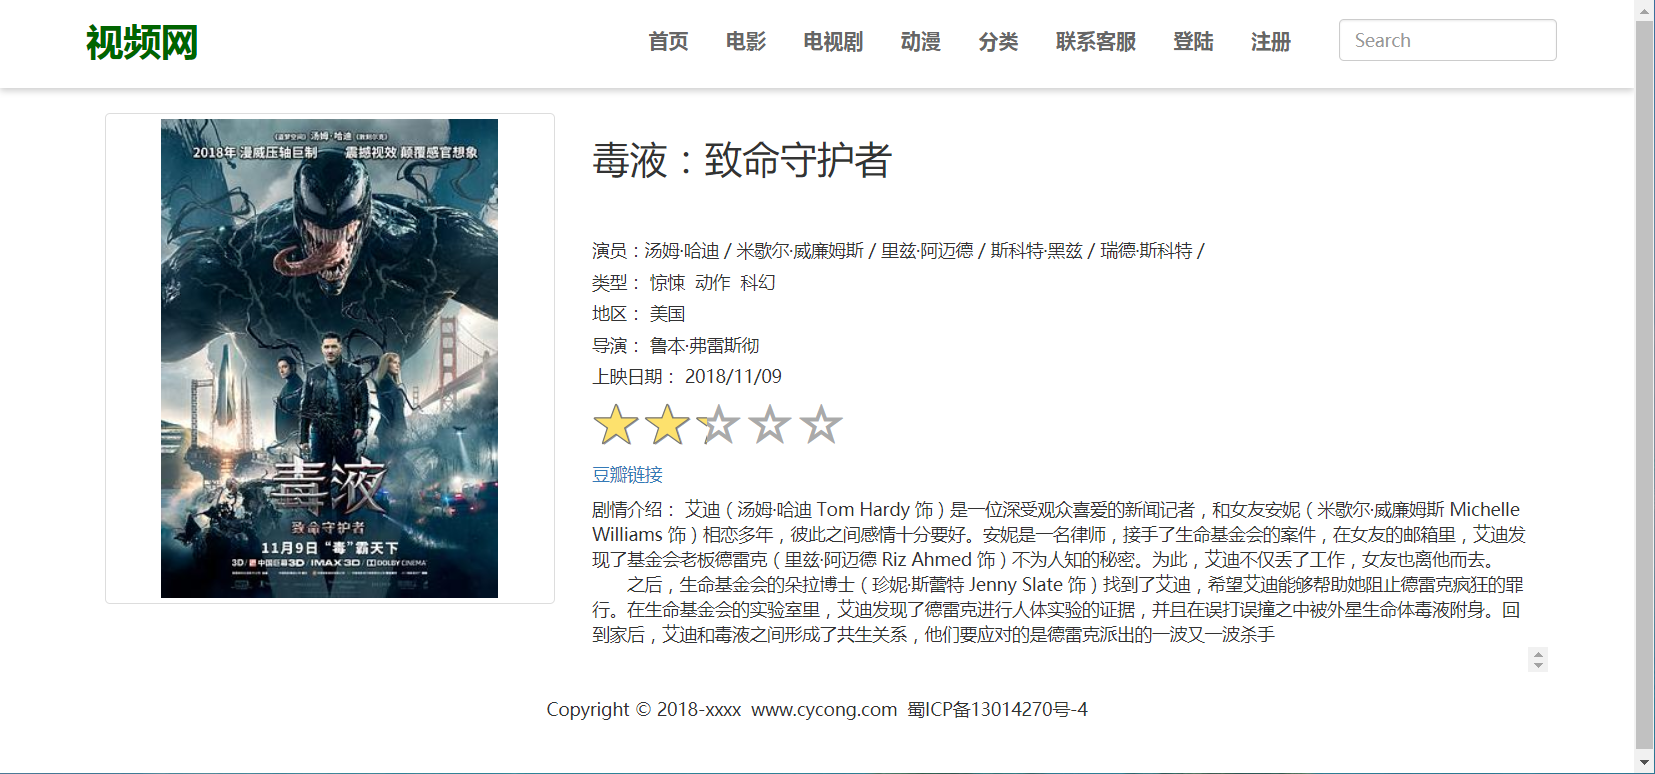 视频网
首页 电影 电视剧 动漫 分类 联系客服 登陆 注册 Search
《盗梦空间》汤姆·哈迪《敦刻尔克》
2018年 漫威压轴巨制 震撼视效 颠覆感官想象
毒液
致命守护者
11月9日“毒”霸天下
3D/中国巨幕3D/IMAX 3D/DOLBY CINEMA
毒液：致命守护者
演员：汤姆·哈迪 / 米歇尔·威廉姆斯 / 里兹·阿迈德 / 斯科特·黑兹 / 瑞德·斯科特 /
类型： 惊悚 动作 科幻
地区： 美国
导演： 鲁本·弗雷斯彻
上映日期： 2018/11/09
豆瓣链接
剧情介绍： 艾迪（汤姆·哈迪 Tom Hardy 饰）是一位深受观众喜爱的新闻记者，和女友安妮（米歇尔·威廉姆斯 Michelle
Williams 饰）相恋多年，彼此之间感情十分要好。安妮是一名律师，接手了生命基金会的案件，在女友的邮箱里，艾迪发
现了基金会老板德雷克（里兹·阿迈德 Riz Ahmed 饰）不为人知的秘密。为此，艾迪不仅丢了工作，女友也离他而去。
之后，生命基金会的朵拉博士（珍妮·斯蕾特 Jenny Slate 饰）找到了艾迪，希望艾迪能够帮助她阻止德雷克疯狂的罪
行。在生命基金会的实验室里，艾迪发现了德雷克进行人体实验的证据，并且在误打误撞之中被外星生命体毒液附身。回
到家后，艾迪和毒液之间形成了共生关系，他们要应对的是德雷克派出的一波又一波杀手
Copyright © 2018-xxxx www.cycong.com 蜀ICP备13014270号-4